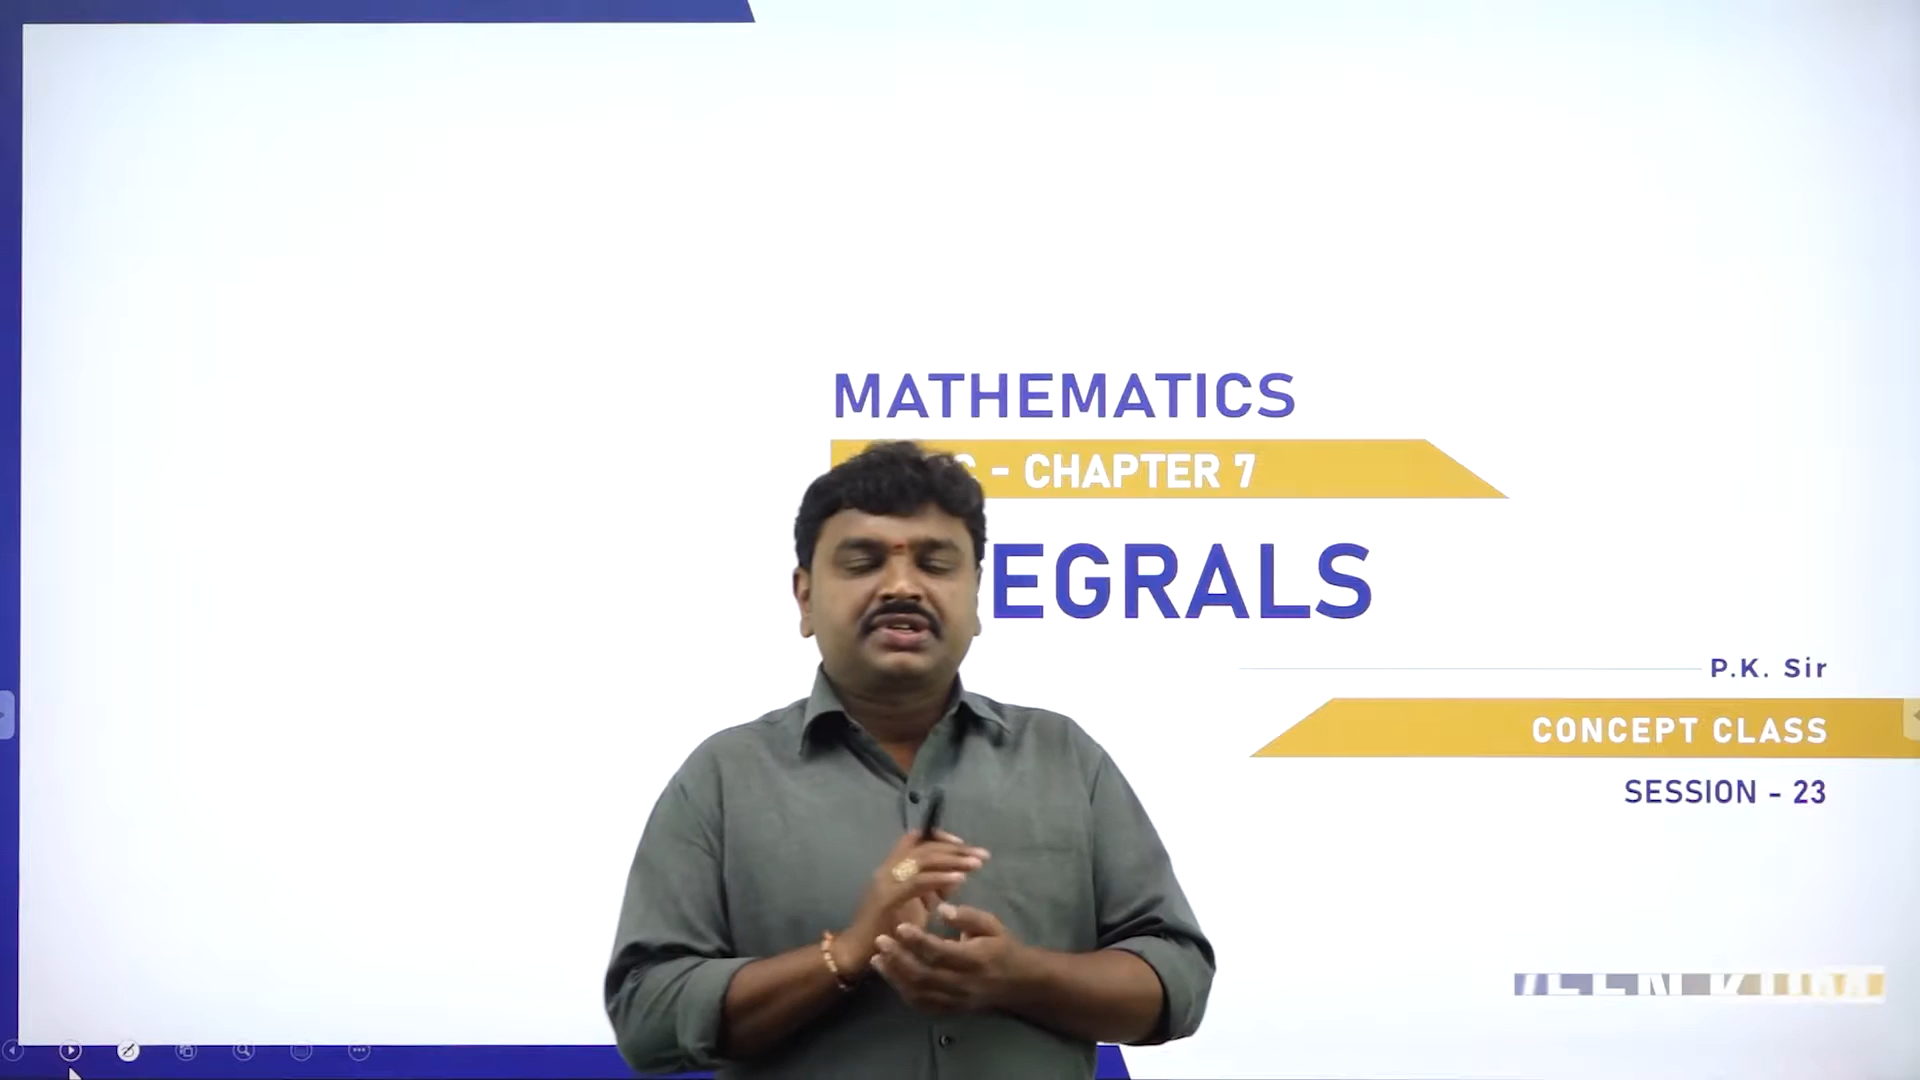 MATHEMATICS
- CHAPTER 7
EGRALS
P.K. Sir
CONCEPT CLASS
SESSION - 23